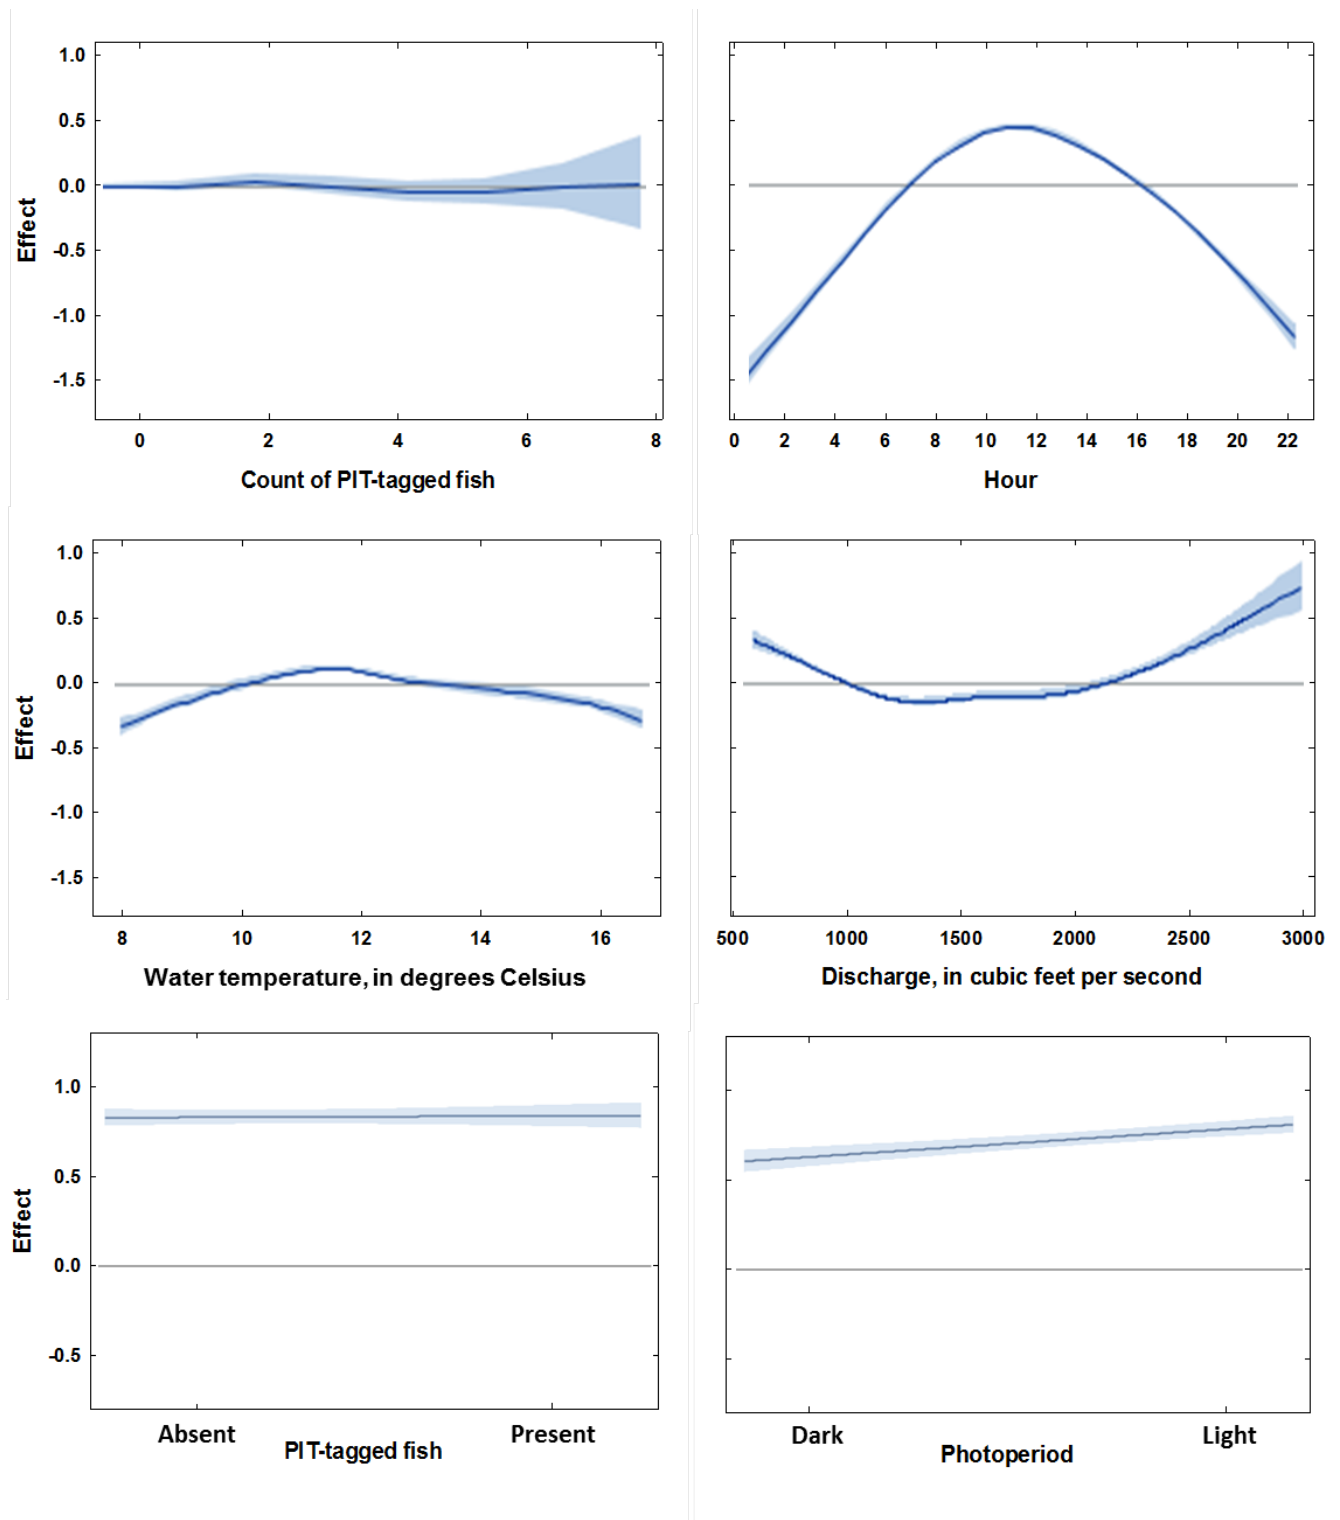 1.0
0.5
0.0
-0.5
-1.0
-1.5
Effect
0 2 4 6 8
Count of PIT-tagged fish
0 2 4 6 8 10 12 14 16 18 20 22
Hour
1.0
0.5
0.0
-0.5
-1.0
-1.5
Effect
8 10 12 14 16
Water temperature, in degrees Celsius
500 1000 1500 2000 2500 3000
Discharge, in cubic feet per second
1.0
0.5
0.0
-0.5
Effect
Absent Present
PIT-tagged fish
Dark Light
Photoperiod